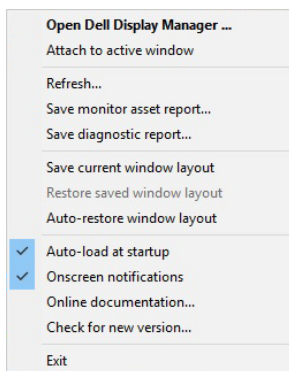 Open Dell Display Manager ...
Attach to active window
Refresh...
Save monitor asset report...
Save diagnostic report...
Save current window layout
Restore saved window layout
Auto-restore window layout
Auto-load at startup
Onscreen notifications
Online documentation...
Check for new version...
Exit